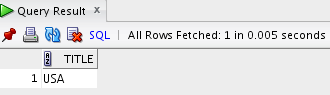 Query Result
SQL | All Rows Fetched: 1 in 0.005 seconds
TITLE
1 USA